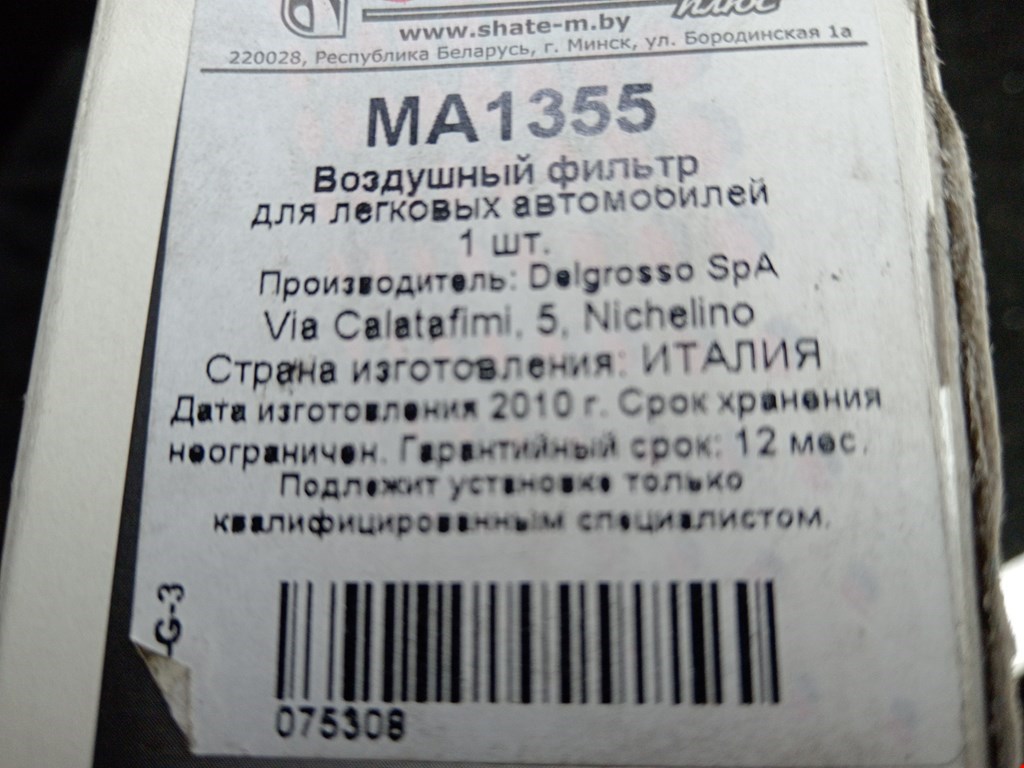 плюс
www.shate-m.by
220028, Республика Беларусь, г. Минск, ул. Бородинская 1а
MA1355
Воздушный фильтр
для легковых автомобилей
1 шт.
Производитель: Delgrosso SpA
Via Calatafimi, 5, Nichelino
Страна изготовления: ИТАЛИЯ
Дата изготовления 2010 г. Срок хранения
неограничен. Гарантийный срок: 12 мес.
Подлежит установке только
квалифицированным специалистом.
-G-3
075308